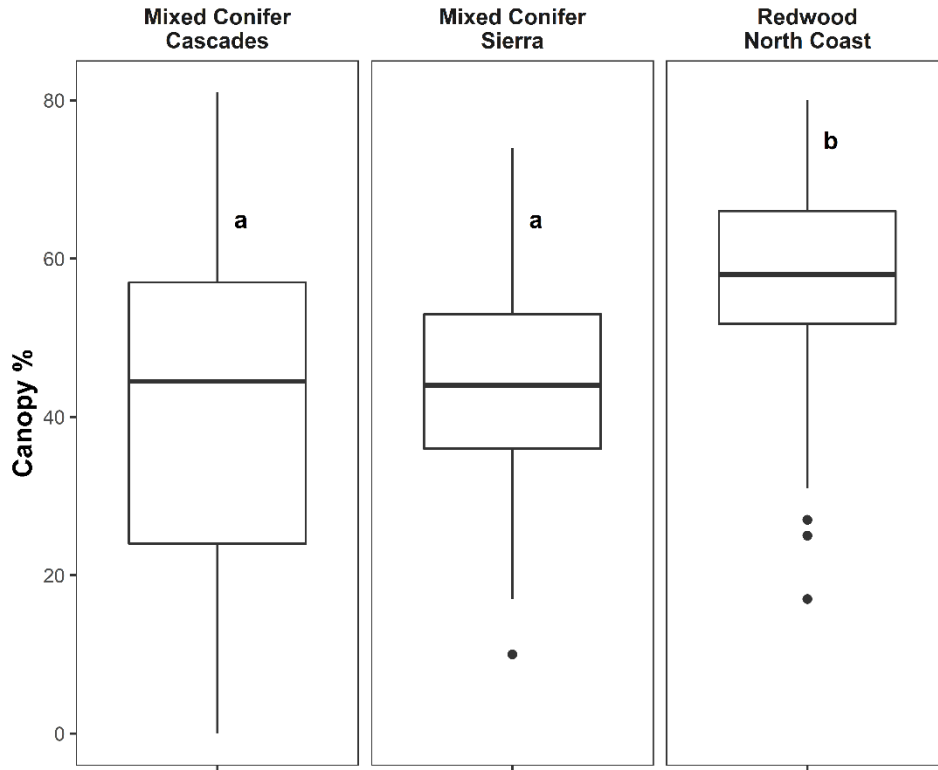 Mixed Conifer
Cascades
Mixed Conifer
Sierra
Redwood
North Coast
Canopy %
80
60
40
20
0
a
a
b